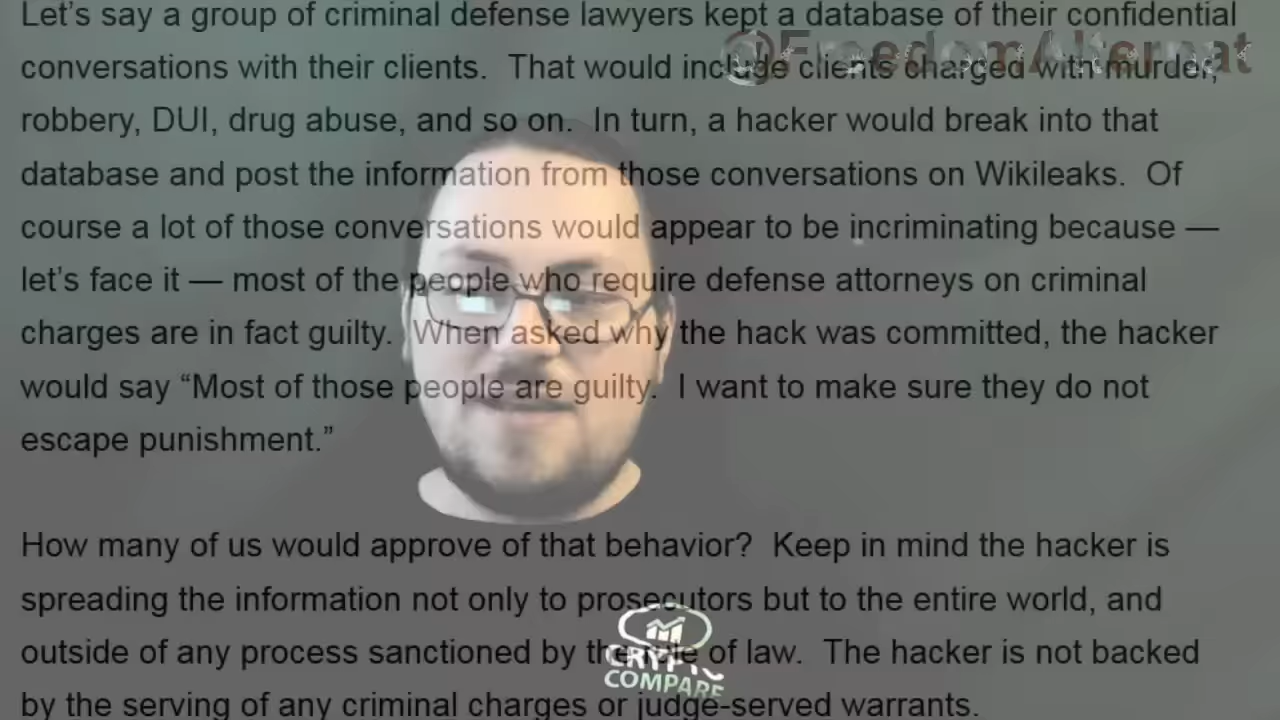 Let’s say a group of criminal defense lawyers kept a database of their confidential
@FreedomAlternat
conversations with their clients.  That would include clients charged with murder,
robbery, DUI, drug abuse, and so on.  In turn, a hacker would break into that
database and post the information from those conversations on Wikileaks.  Of
course a lot of those conversations would appear to be incriminating because —
let’s face it — most of the people who require defense attorneys on criminal
charges are in fact guilty.  When asked why the hack was committed, the hacker
would say “Most of those people are guilty.  I want to make sure they do not
escape punishment.”
How many of us would approve of that behavior?  Keep in mind the hacker is
spreading the information not only to prosecutors but to the entire world, and
outside of any process sanctioned by the rule of law.  The hacker is not backed
CRYPTO
COMPARE
by the serving of any criminal charges or judge-served warrants.